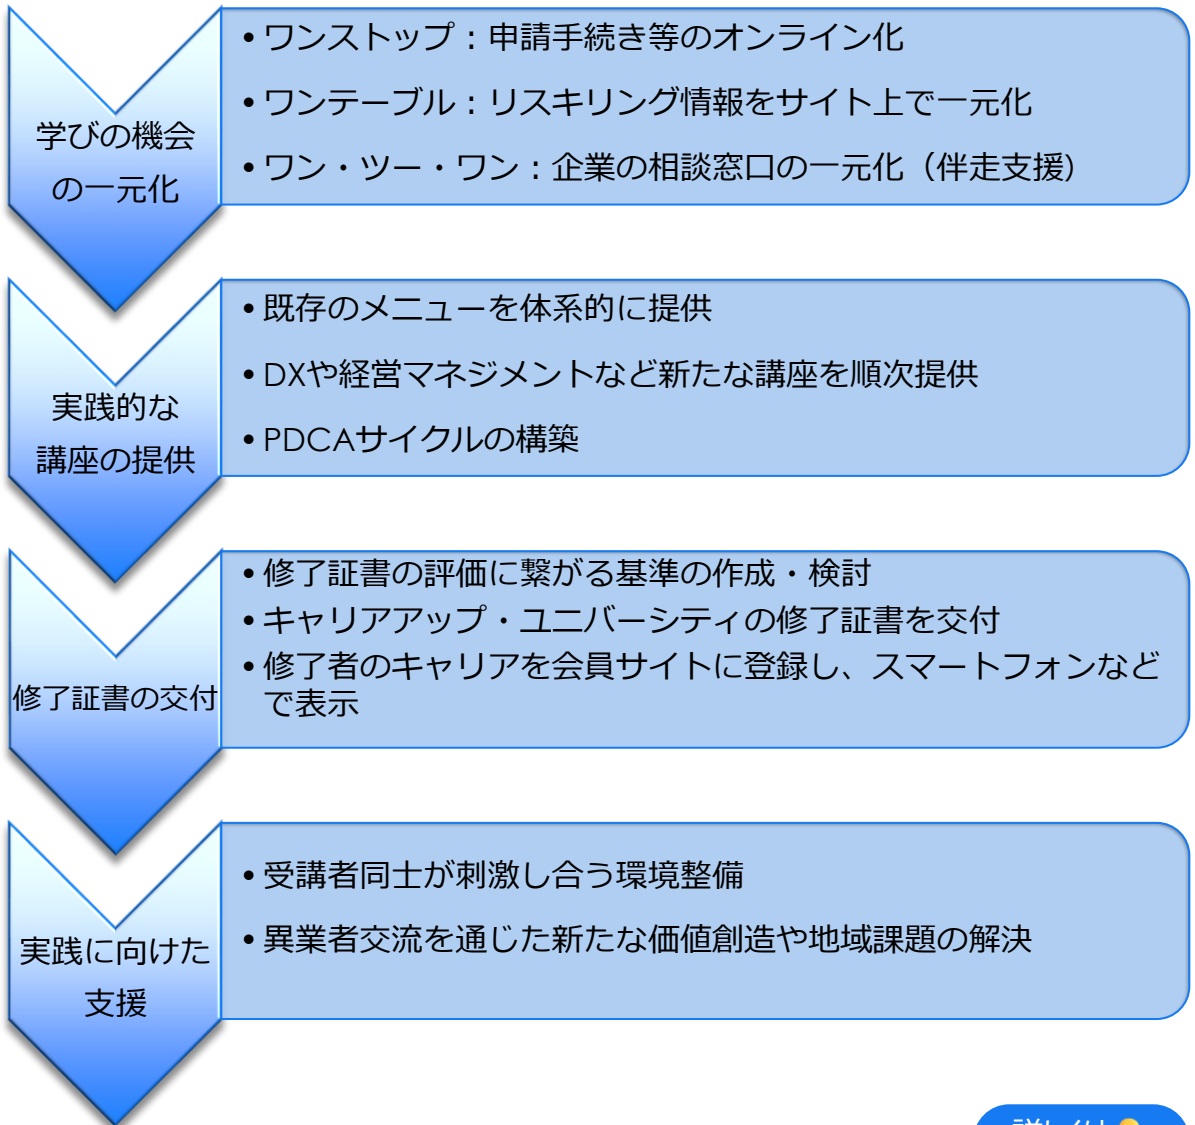 学びの機会
の一元化
•ワンストップ：申請手続き等のオンライン化
•ワンテーブル：リスキリング情報をサイト上で一元化
•ワン・ツー・ワン：企業の相談窓口の一元化（伴走支援）
実践的な
講座の提供
•既存のメニューを体系的に提供
•DXや経営マネジメントなど新たな講座を順次提供
•PDCAサイクルの構築
修了証書の交付
•修了証書の評価に繋がる基準の作成・検討
•キャリアアップ・ユニバーシティの修了証書を交付
•修了者のキャリアを会員サイトに登録し、スマートフォンなど
で表示
実践に向けた
支援
•受講者同士が刺激し合う環境整備
•異業者交流を通じた新たな価値創造や地域課題の解決